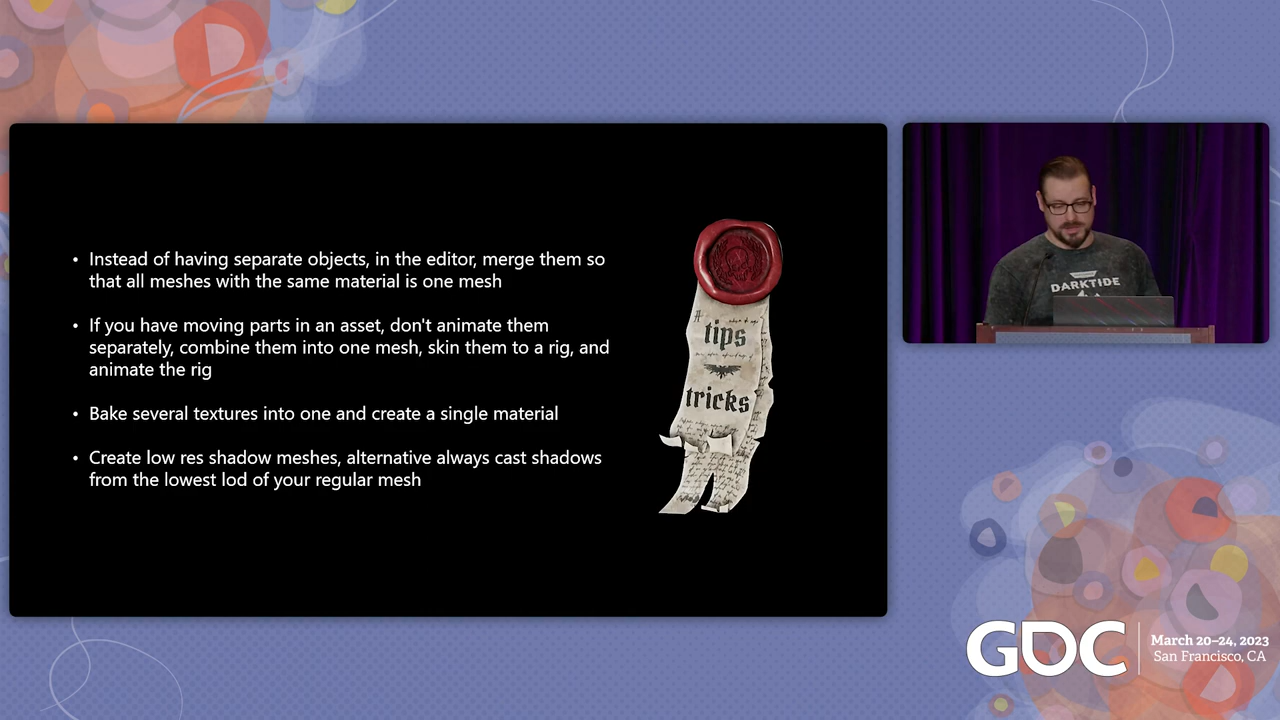 • Instead of having separate objects, in the editor, merge them so
that all meshes with the same material is one mesh
• If you have moving parts in an asset, don't animate them
separately, combine them into one mesh, skin them to a rig, and
animate the rig
• Bake several textures into one and create a single material
• Create low res shadow meshes, alternative always cast shadows
from the lowest lod of your regular mesh
tips
tricks
DARKTIDE
GDC
March 20–24, 2023
San Francisco, CA